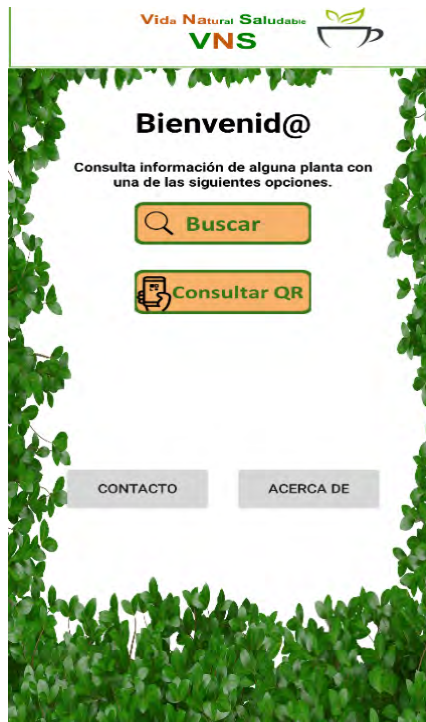 Vida Natural Saludable
VNS
Bienvenid@
Consulta información de alguna planta con
una de las siguientes opciones.
Buscar
Consultar QR
CONTACTO
ACERCA DE